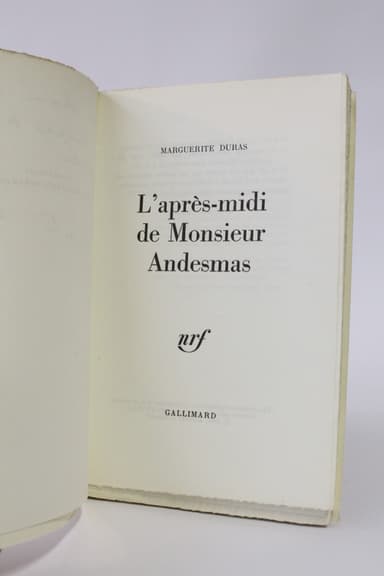 MARGUERITE DURAS
L'après-midi
de Monsieur
Andesmas
nrf
GALLIMARD